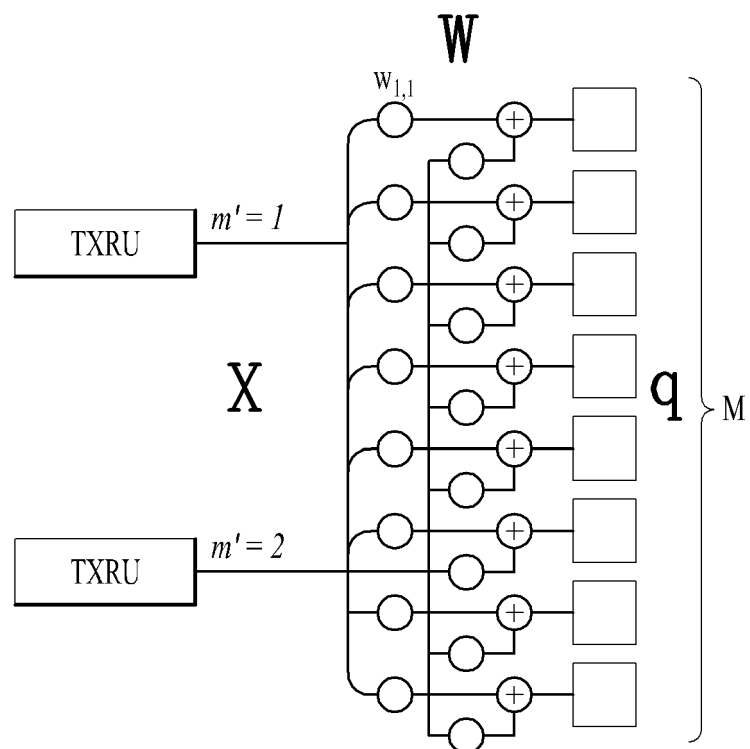 W
w1,1
TXRU
m' = 1
X
q
M
TXRU
m' = 2
+
+
+
+
+
+
+
+